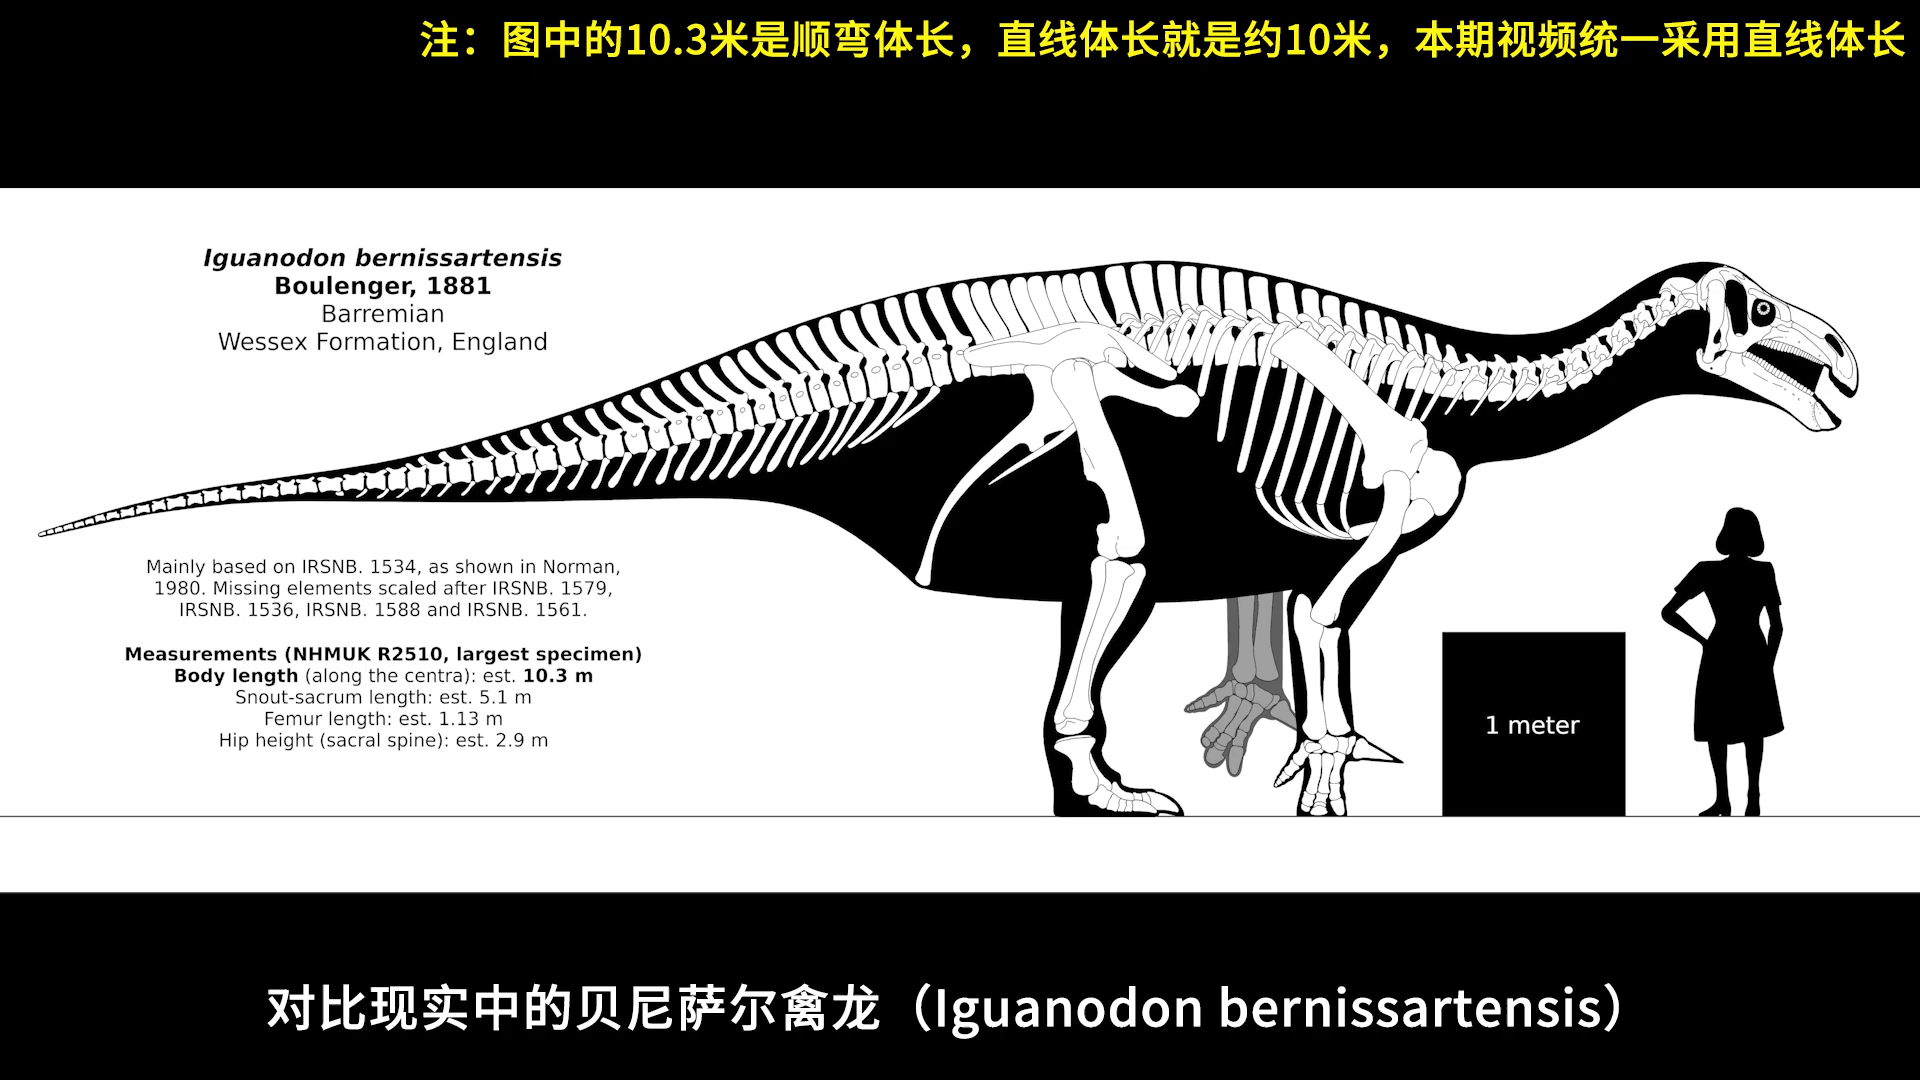 注：图中的10.3米是顺弯体长，直线体长就是约10米，本期视频统一采用直线体长
Iguanodon bernissartensis
Boulenger, 1881
Barremian
Wessex Formation, England
Mainly based on IRSNB. 1534, as shown in Norman,
1980. Missing elements scaled after IRSNB. 1579,
IRSNB. 1536, IRSNB. 1588 and IRSNB. 1561.
Measurements (NHMUK R2510, largest specimen)
Body length (along the centra): est. 10.3 m
Snout-sacrum length: est. 5.1 m
Femur length: est. 1.13 m
Hip height (sacral spine): est. 2.9 m
1 meter
对比现实中的贝尼萨尔禽龙（Iguanodon bernissartensis）